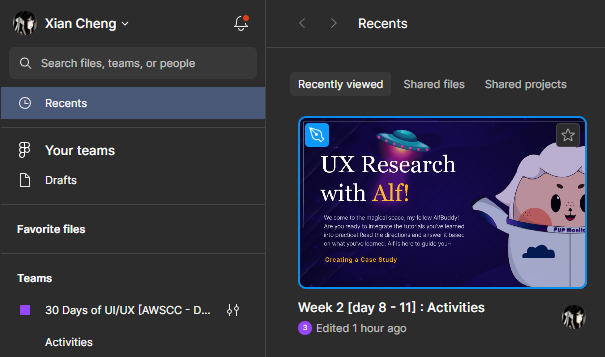 Xian Cheng
Search files, teams, or people
Recents
Your teams
Drafts
Favorite files
Teams
30 Days of UI/UX [AWSCC - D...
Activities
Recents
Recently viewed
Shared files
Shared projects
UX Research
with Alf!
Welcome to the magical space, my fellow AlfBuddy!
Are you ready to integrate the tutorials you've learned
into practice! Read the directions and answer it based
on what you've learned. Alf is here to guide you~
Creating a Case Study
PUP Manila
Week 2 [day 8 - 11] : Activities
3
Edited 1 hour ago